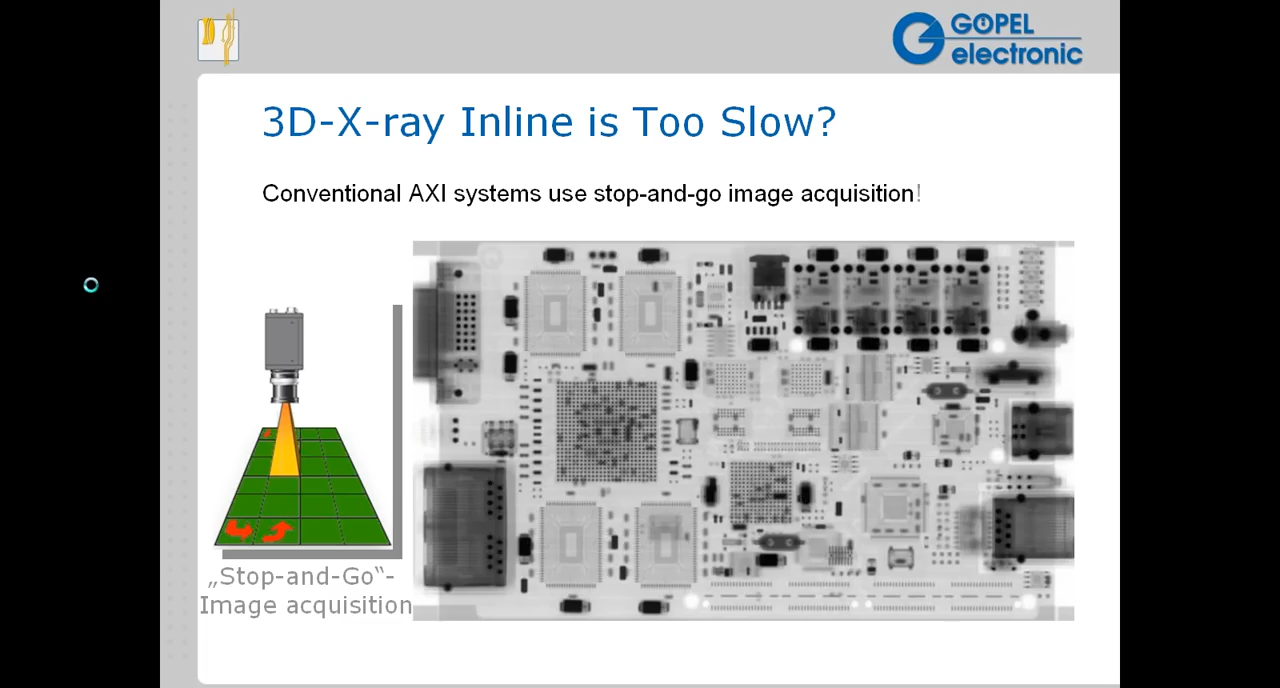 GÖPEL
electronic
3D-X-ray Inline is Too Slow?
Conventional AXI systems use stop-and-go image acquisition!
„Stop-and-Go“-
Image acquisition